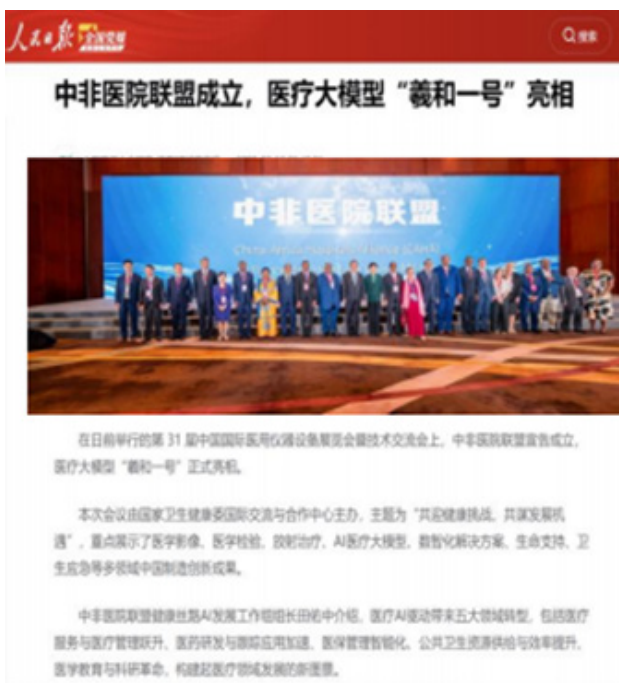 人民日报 全国党媒
搜索
中非医院联盟成立，医疗大模型“羲和一号”亮相
中非医院联盟
China-Africa Hospital Alliance (CAHA)
在日前举行的第 31 届中国国际医用仪器设备展览会暨技术交流会上，中非医院联盟宣告成立，
医疗大模型“羲和一号”正式亮相。
本次会议由国家卫生健康委国际交流与合作中心主办，主题为“共迎健康挑战，共谋发展机
遇”，重点展示了医学影像、医学检验、放射治疗、AI医疗大模型、数智化解决方案、生命支持、卫
生应急等多领域中国制造创新成果。
中非医院联盟健康丝路AI发展工作组组长田佑中介绍，医疗AI驱动带来五大领域转型，包括医疗
服务与医疗管理跃升、医药研发与跟踪应用加速、医保管理智能化、公共卫生资源供给与效率提升、
医学教育与科研革命，构建起医疗领域发展的新图景。